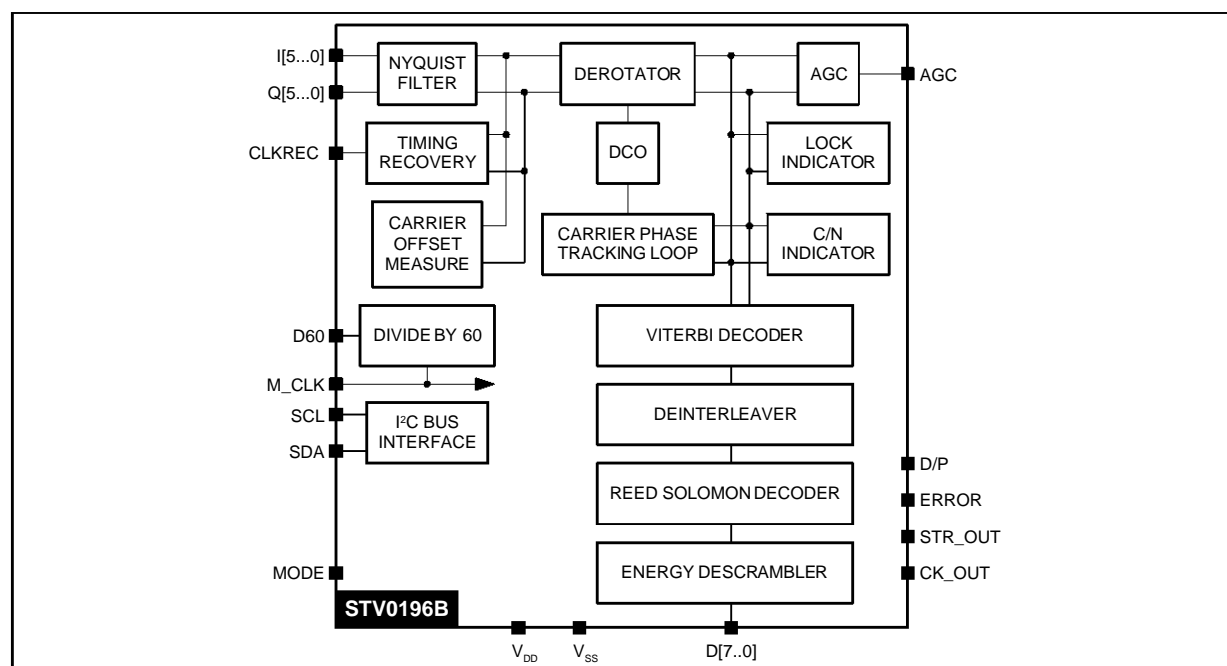 I[5...0]
NYQUIST
FILTER
DEROTATOR
AGC
AGC
Q[5...0]
CLKREC
TIMING
RECOVERY
DCO
LOCK
INDICATOR
CARRIER
OFFSET
MEASURE
CARRIER PHASE
TRACKING LOOP
C/N
INDICATOR
D60
DIVIDE BY 60
VITERBI DECODER
M_CLK
SCL
I²C BUS
INTERFACE
SDA
DEINTERLEAVER
REED SOLOMON DECODER
D/P
ERROR
STR_OUT
MODE
ENERGY DESCRAMBLER
CK_OUT
STV0196B
VDD
VSS
D[7..0]